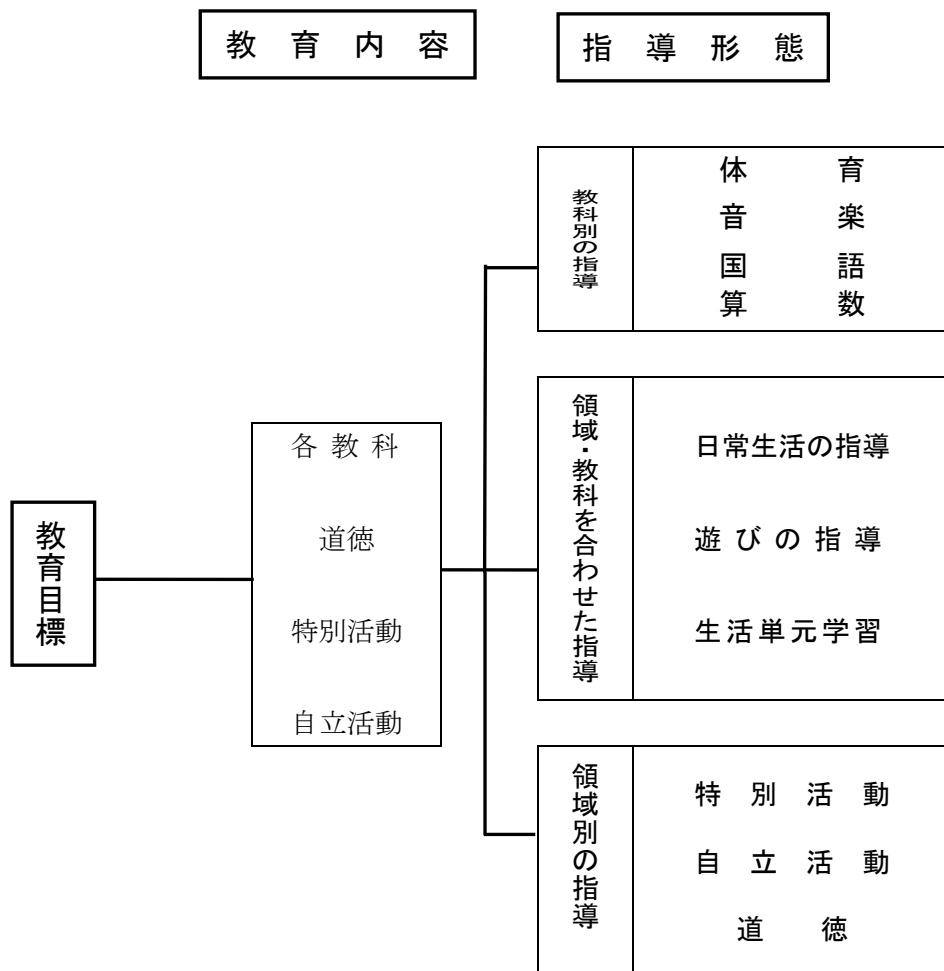 教育内容
指導形態
教育目標
各教科
道徳
特別活動
自立活動
教科別の指導
体育
音楽
国語
算数
領域・教科を合わせた指導
日常生活の指導
遊びの指導
生活単元学習
領域別の指導
特別活動
自立活動
道徳